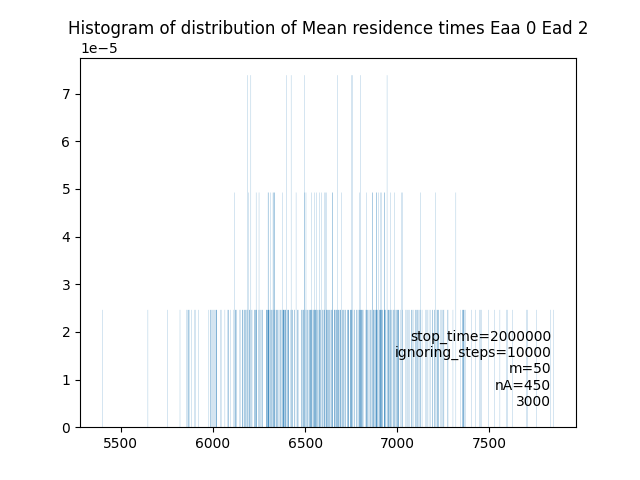 Histogram of distribution of Mean residence times Eaa 0 Ead 2
1e−5
7
6
5
4
3
2
1
0
stop_time=2000000
ignoring_steps=10000
m=50
nA=450
3000
5500 6000 6500 7000 7500